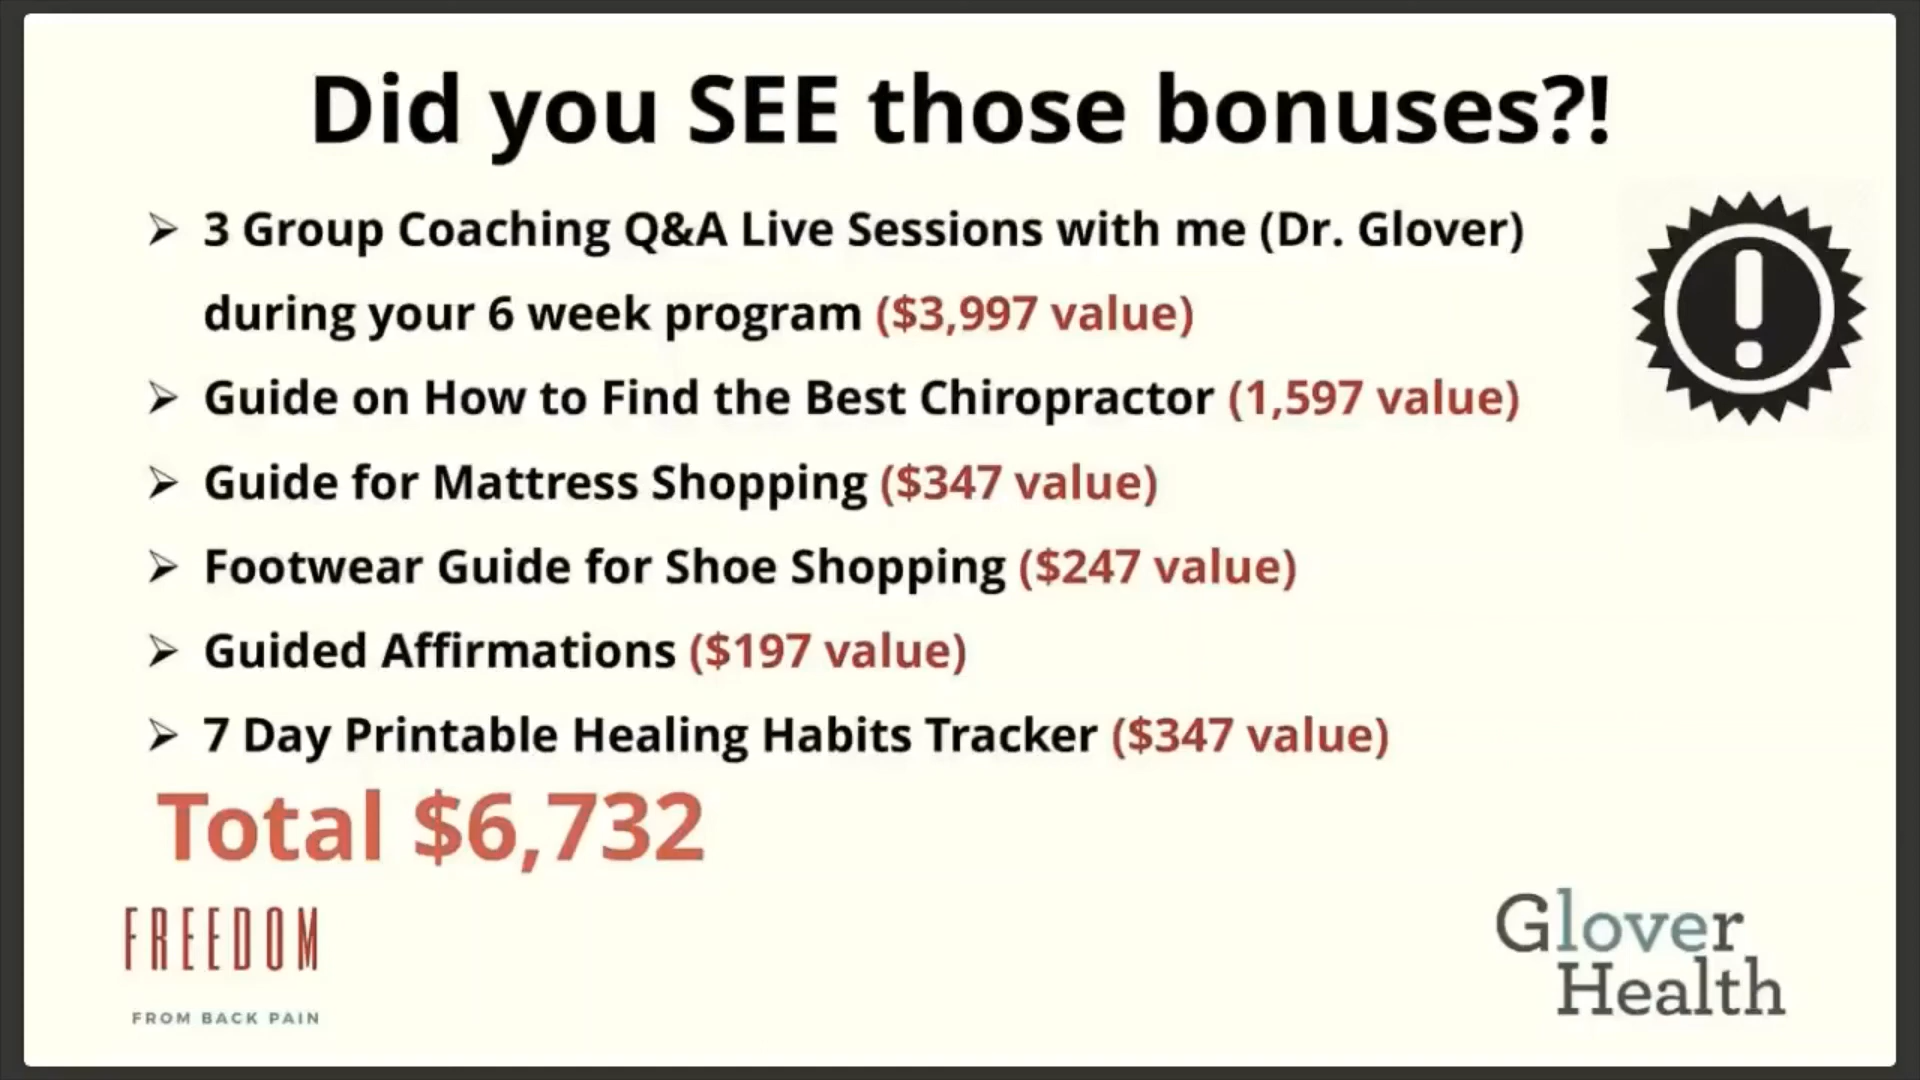 Did you SEE those bonuses?!
➢ 3 Group Coaching Q&A Live Sessions with me (Dr. Glover)
during your 6 week program ($3,997 value)
➢ Guide on How to Find the Best Chiropractor (1,597 value)
➢ Guide for Mattress Shopping ($347 value)
➢ Footwear Guide for Shoe Shopping ($247 value)
➢ Guided Affirmations ($197 value)
➢ 7 Day Printable Healing Habits Tracker ($347 value)
Total $6,732
FREEDOM
FROM BACK PAIN
Glover
Health